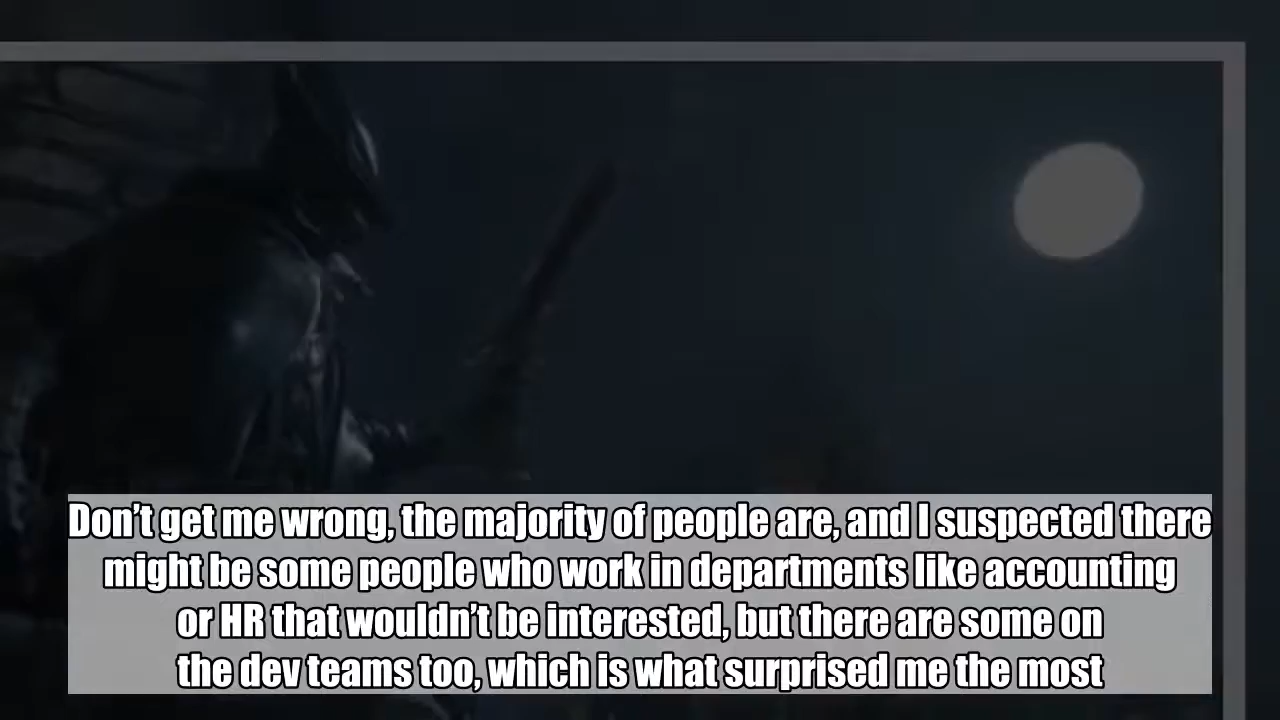 Don’t get me wrong, the majority of people are, and I suspected there
might be some people who work in departments like accounting
or HR that wouldn’t be interested, but there are some on
the dev teams too, which is what surprised me the most